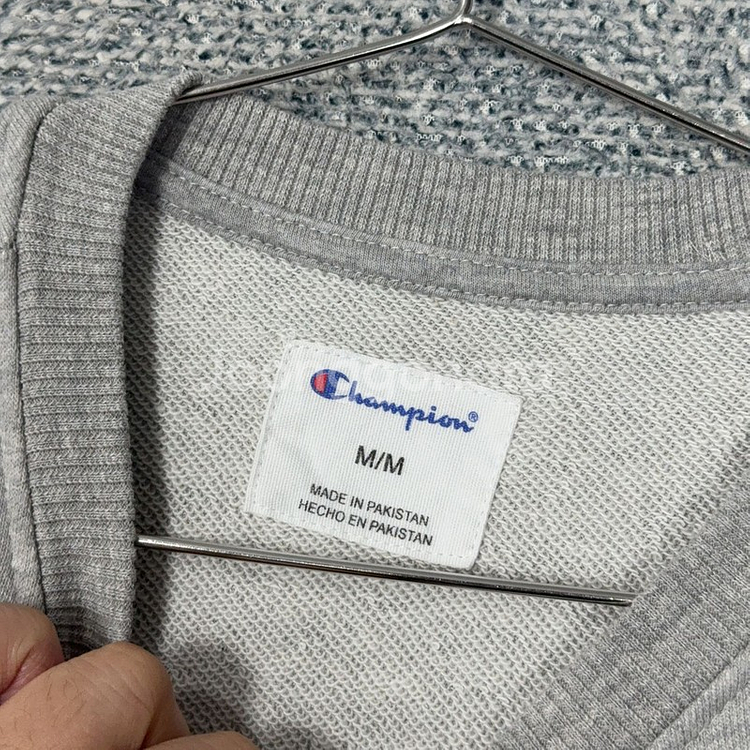 Champion®
M/M
MADE IN PAKISTAN
HECHO EN PAKISTAN